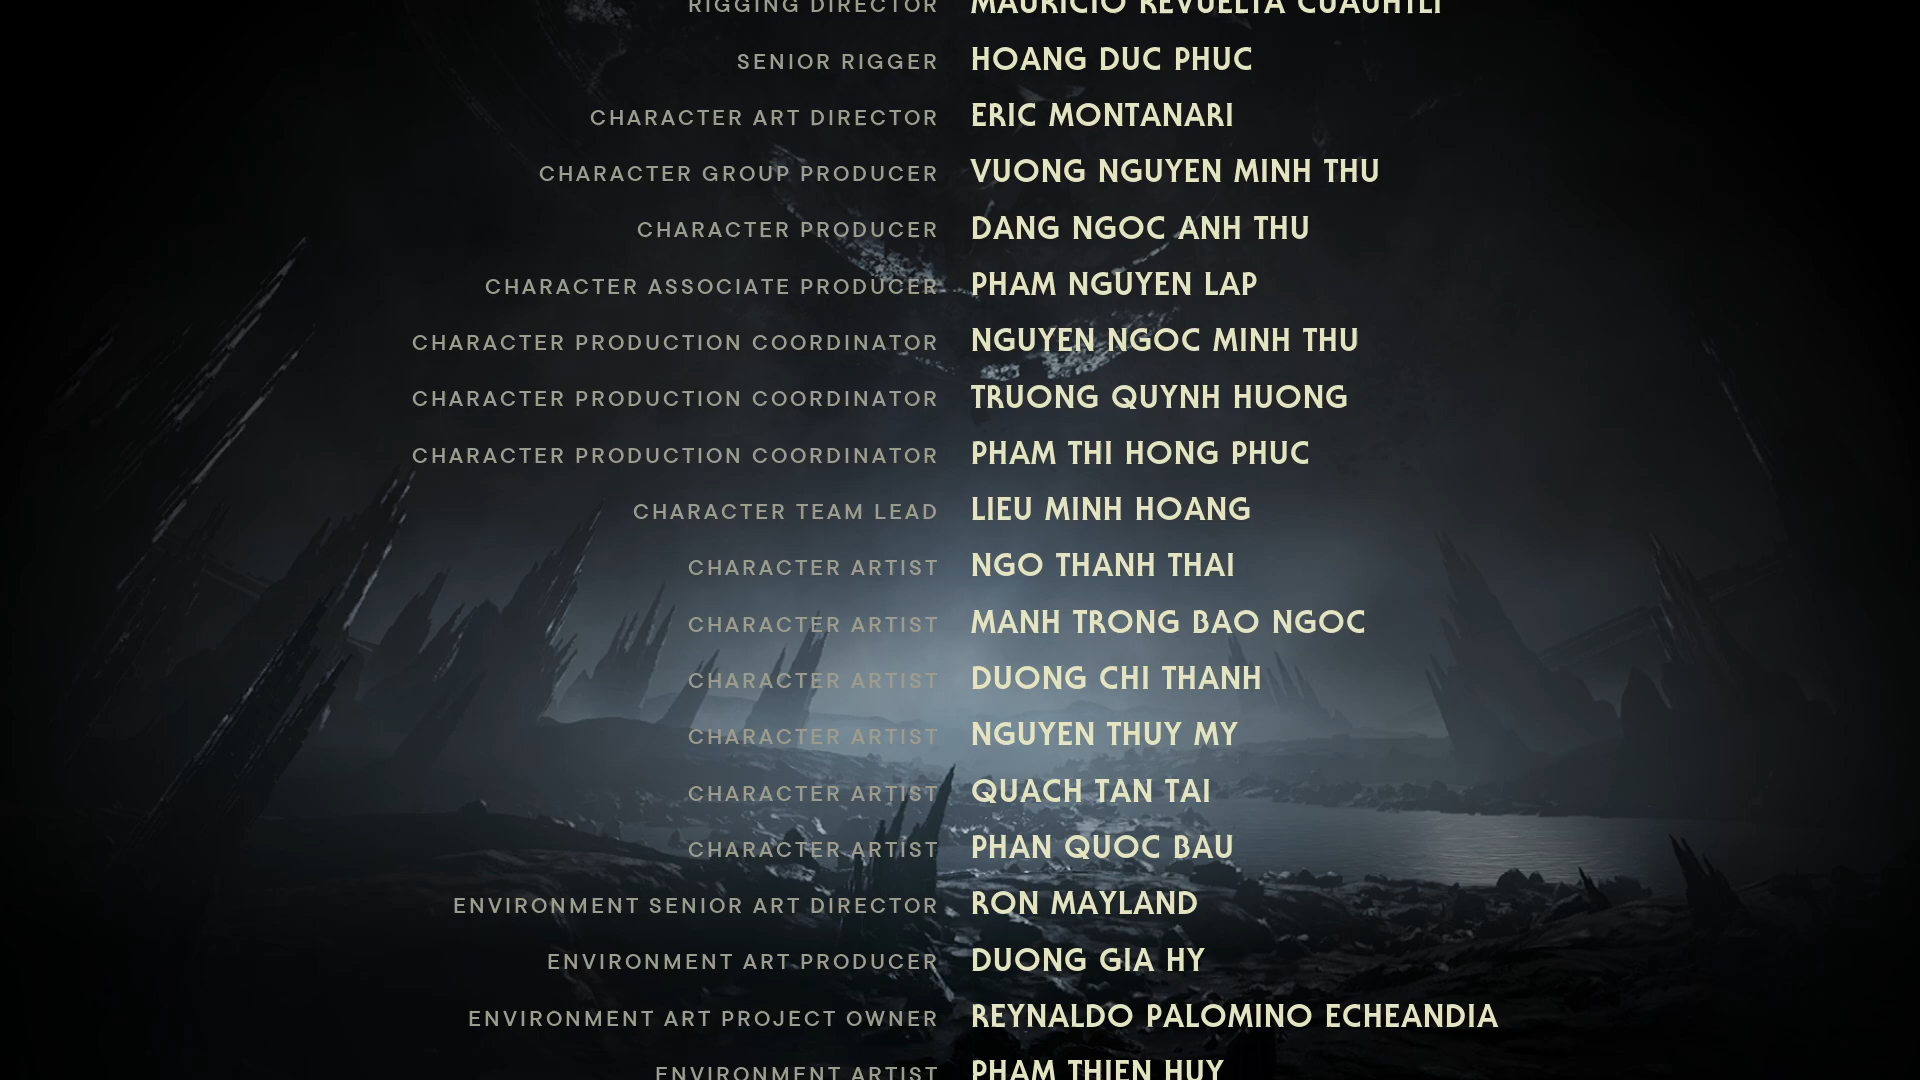 RIGGING DIRECTOR MAURICIO REVUELTA CUAUHTLI
SENIOR RIGGER HOANG DUC PHUC
CHARACTER ART DIRECTOR ERIC MONTANARI
CHARACTER GROUP PRODUCER VUONG NGUYEN MINH THU
CHARACTER PRODUCER DANG NGOC ANH THU
CHARACTER ASSOCIATE PRODUCER PHAM NGUYEN LAP
CHARACTER PRODUCTION COORDINATOR NGUYEN NGOC MINH THU
CHARACTER PRODUCTION COORDINATOR TRUONG QUYNH HUONG
CHARACTER PRODUCTION COORDINATOR PHAM THI HONG PHUC
CHARACTER TEAM LEAD LIEU MINH HOANG
CHARACTER ARTIST NGO THANH THAI
CHARACTER ARTIST MANH TRONG BAO NGOC
CHARACTER ARTIST DUONG CHI THANH
CHARACTER ARTIST NGUYEN THUY MY
CHARACTER ARTIST QUACH TAN TAI
CHARACTER ARTIST PHAN QUOC BAU
ENVIRONMENT SENIOR ART DIRECTOR RON MAYLAND
ENVIRONMENT ART PRODUCER DUONG GIA HY
ENVIRONMENT ART PROJECT OWNER REYNALDO PALOMINO ECHEANDIA
ENVIRONMENT ARTIST PHAM THIEN HUY